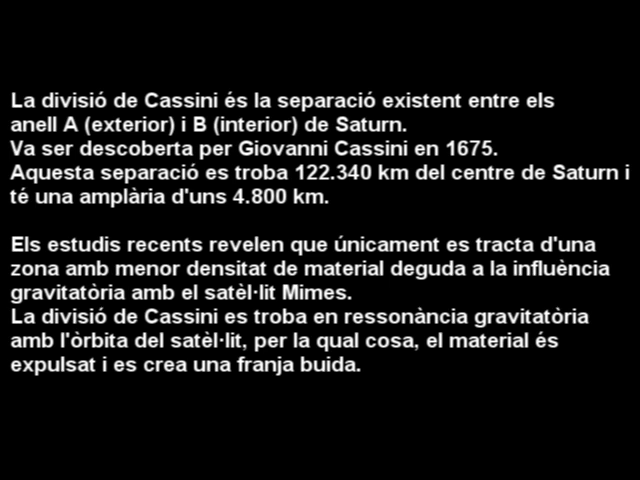 La divisió de Cassini és la separació existent entre els
anell A (exterior) i B (interior) de Saturn.
Va ser descoberta per Giovanni Cassini en 1675.
Aquesta separació es troba 122.340 km del centre de Saturn i
té una amplària d'uns 4.800 km.
Els estudis recents revelen que únicament es tracta d'una
zona amb menor densitat de material deguda a la influència
gravitatòria amb el satèl·lit Mimes.
La divisió de Cassini es troba en ressonància gravitatòria
amb l'òrbita del satèl·lit, per la qual cosa, el material és
expulsat i es crea una franja buida.